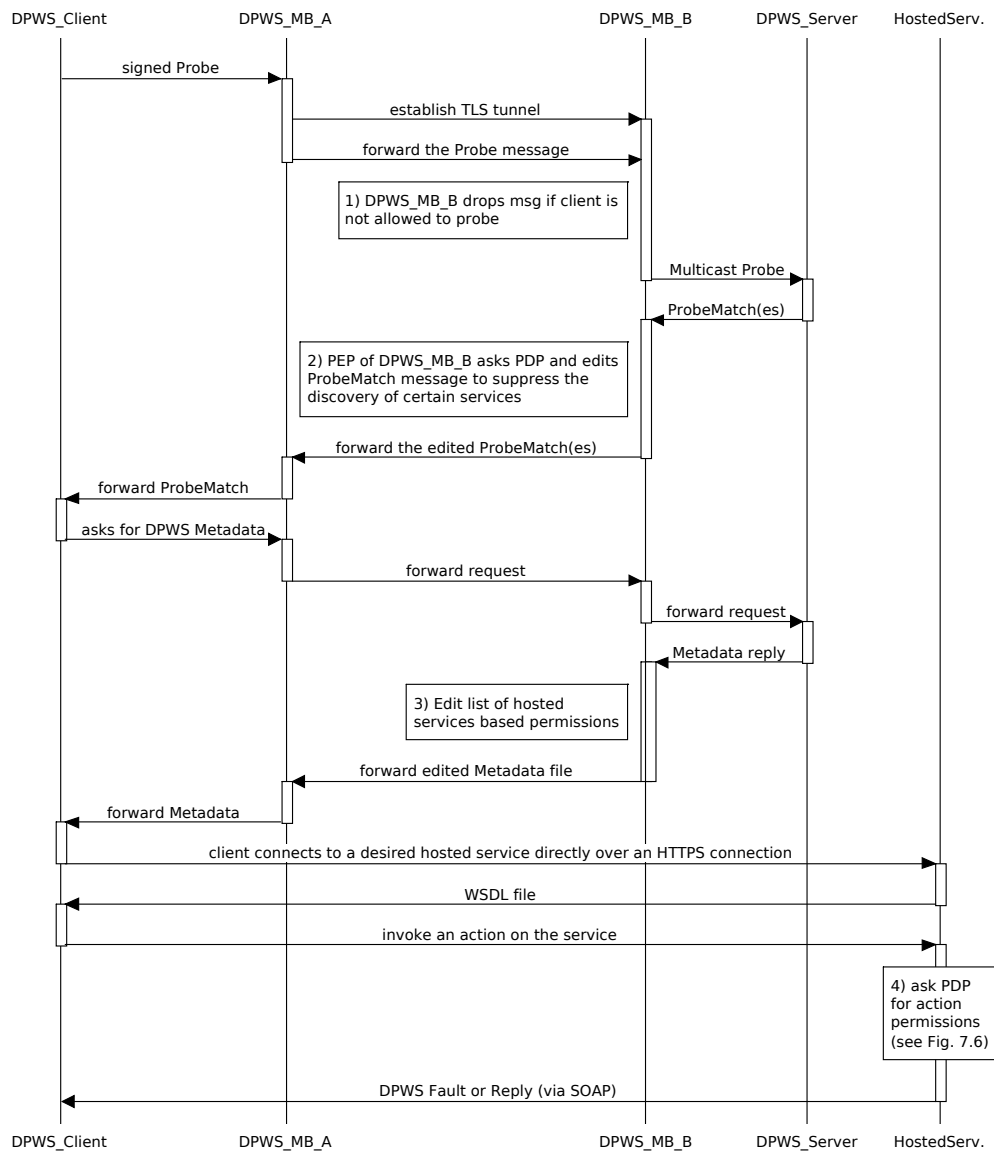 DPWS_Client DPWS_MB_A DPWS_MB_B DPWS_Server HostedServ.
signed Probe
establish TLS tunnel
forward the Probe message
1) DPWS_MB_B drops msg if client is
not allowed to probe
Multicast Probe
ProbeMatch(es)
2) PEP of DPWS_MB_B asks PDP and edits
ProbeMatch message to suppress the
discovery of certain services
forward the edited ProbeMatch(es)
forward ProbeMatch
asks for DPWS Metadata
forward request
forward request
Metadata reply
3) Edit list of hosted
services based permissions
forward edited Metadata file
forward Metadata
client connects to a desired hosted service directly over an HTTPS connection
WSDL file
invoke an action on the service
4) ask PDP
for action
permissions
(see Fig. 7.6)
DPWS Fault or Reply (via SOAP)
DPWS_Client DPWS_MB_A DPWS_MB_B DPWS_Server HostedServ.